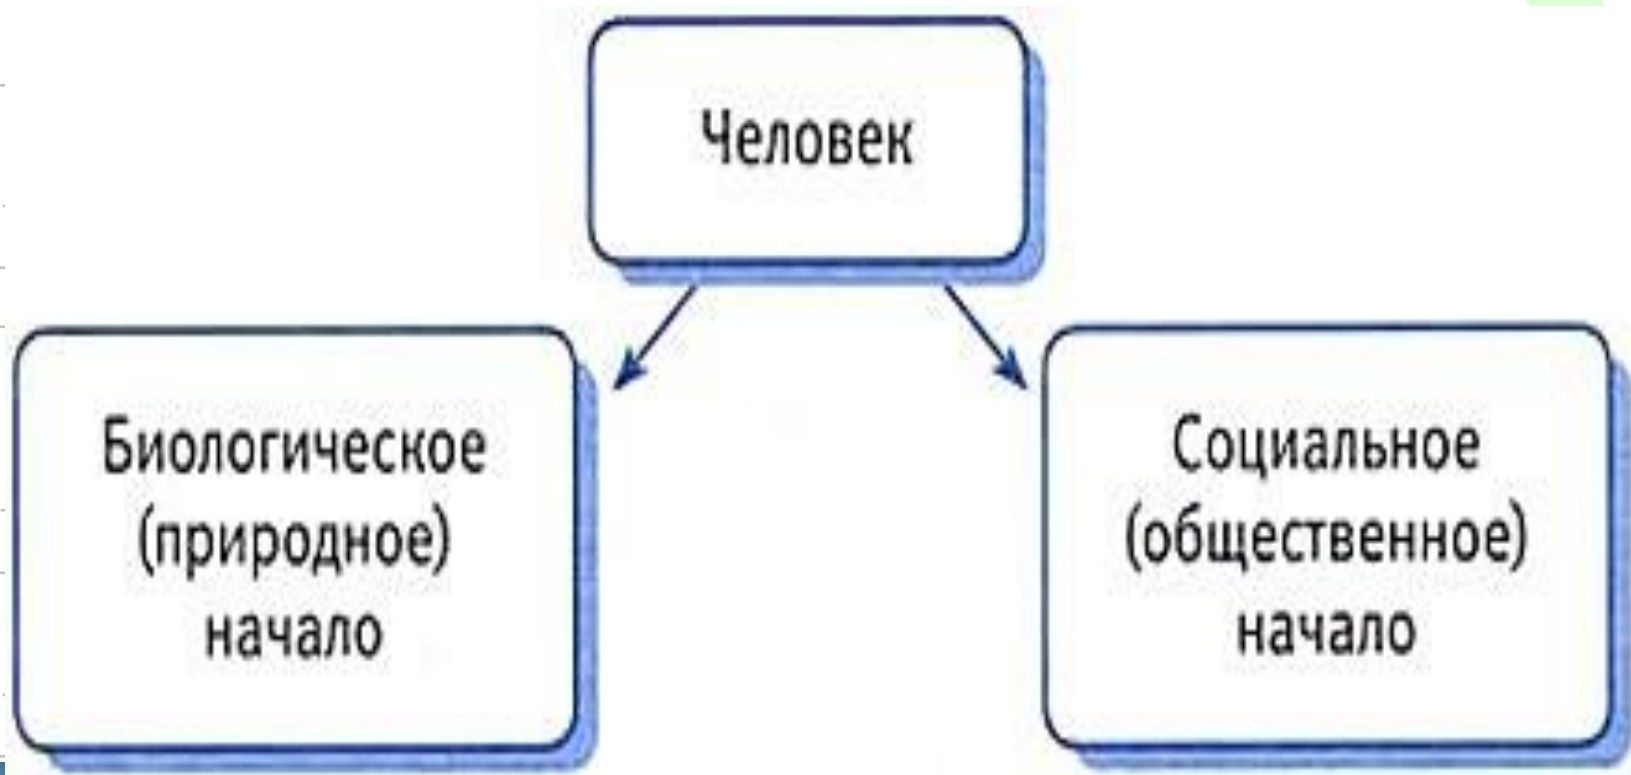 Человек
Биологическое
(природное)
начало
Социальное
(общественное)
начало